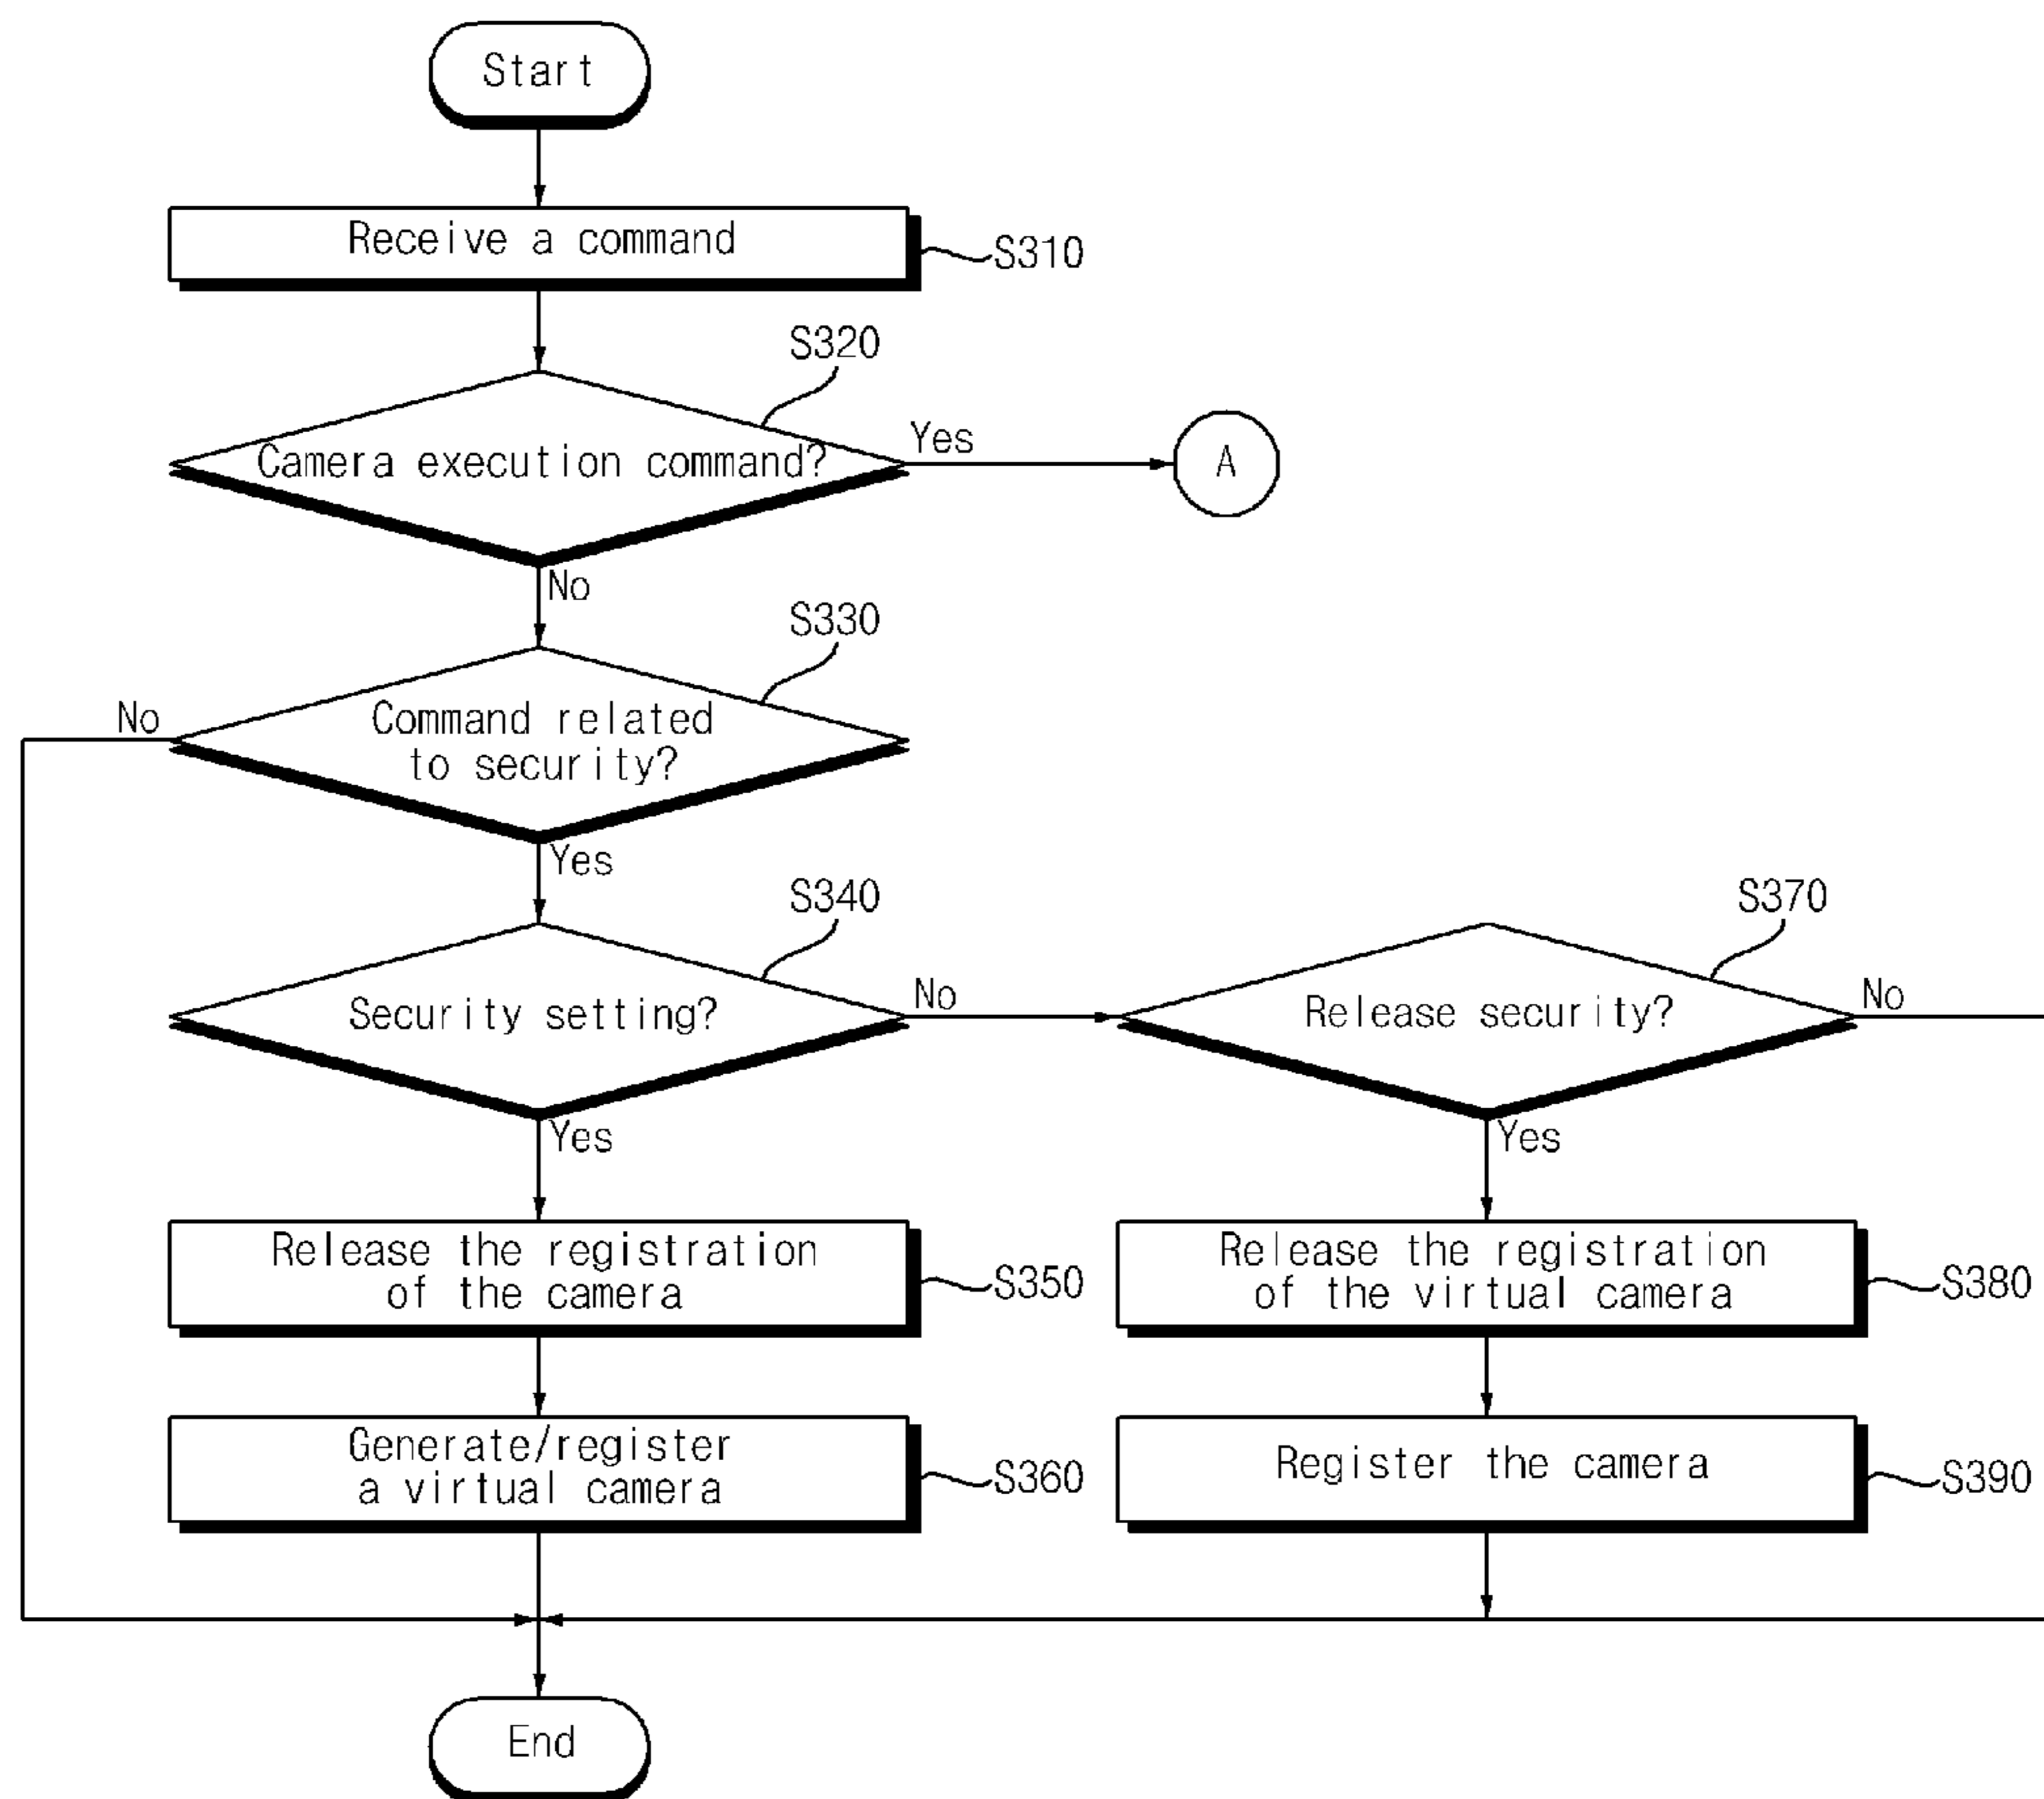 Start
Receive a command
S310
S320
Camera execution command?
Yes
A
No
S330
No
Command related
to security?
Yes
S340
Security setting?
No
S370
Release security?
No
Yes
Yes
Release the registration
of the camera
S350
Release the registration
of the virtual camera
S380
Generate/register
a virtual camera
S360
Register the camera
S390
End